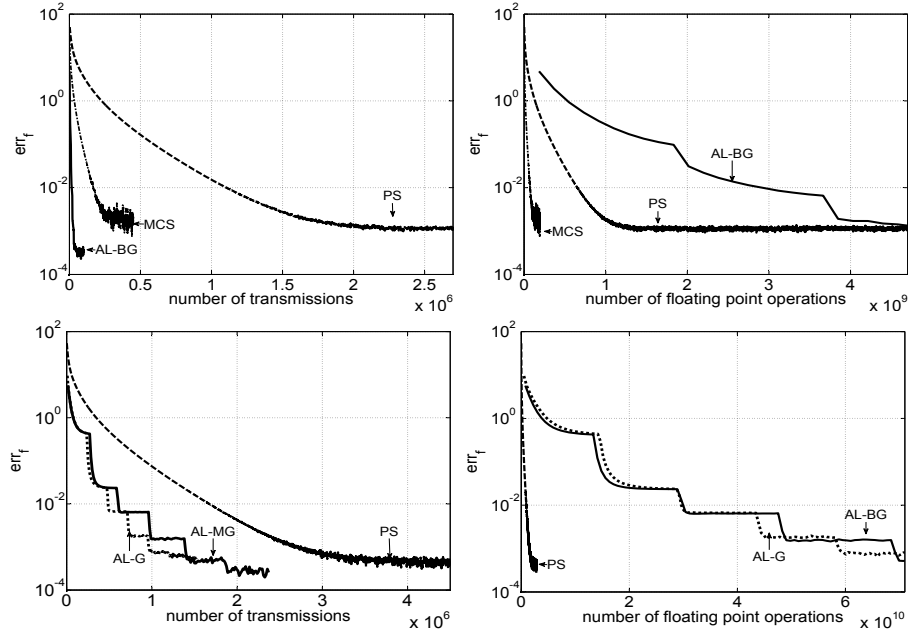 10^2
10^0
10^-2
10^-4
err_f
0
0.5
1
1.5
2
2.5
number of transmissions
x 10^6
PS
MCS
AL-BG
10^2
10^0
10^-2
10^-4
err_f
0
1
2
3
4
number of floating point operations
x 10^9
AL-BG
PS
MCS
10^2
10^0
10^-2
10^-4
err_f
0
1
2
3
4
number of transmissions
x 10^6
AL-MG
PS
AL-G
10^2
10^0
10^-2
10^-4
err_f
0
2
4
6
number of floating point operations
x 10^10
AL-BG
AL-G
PS